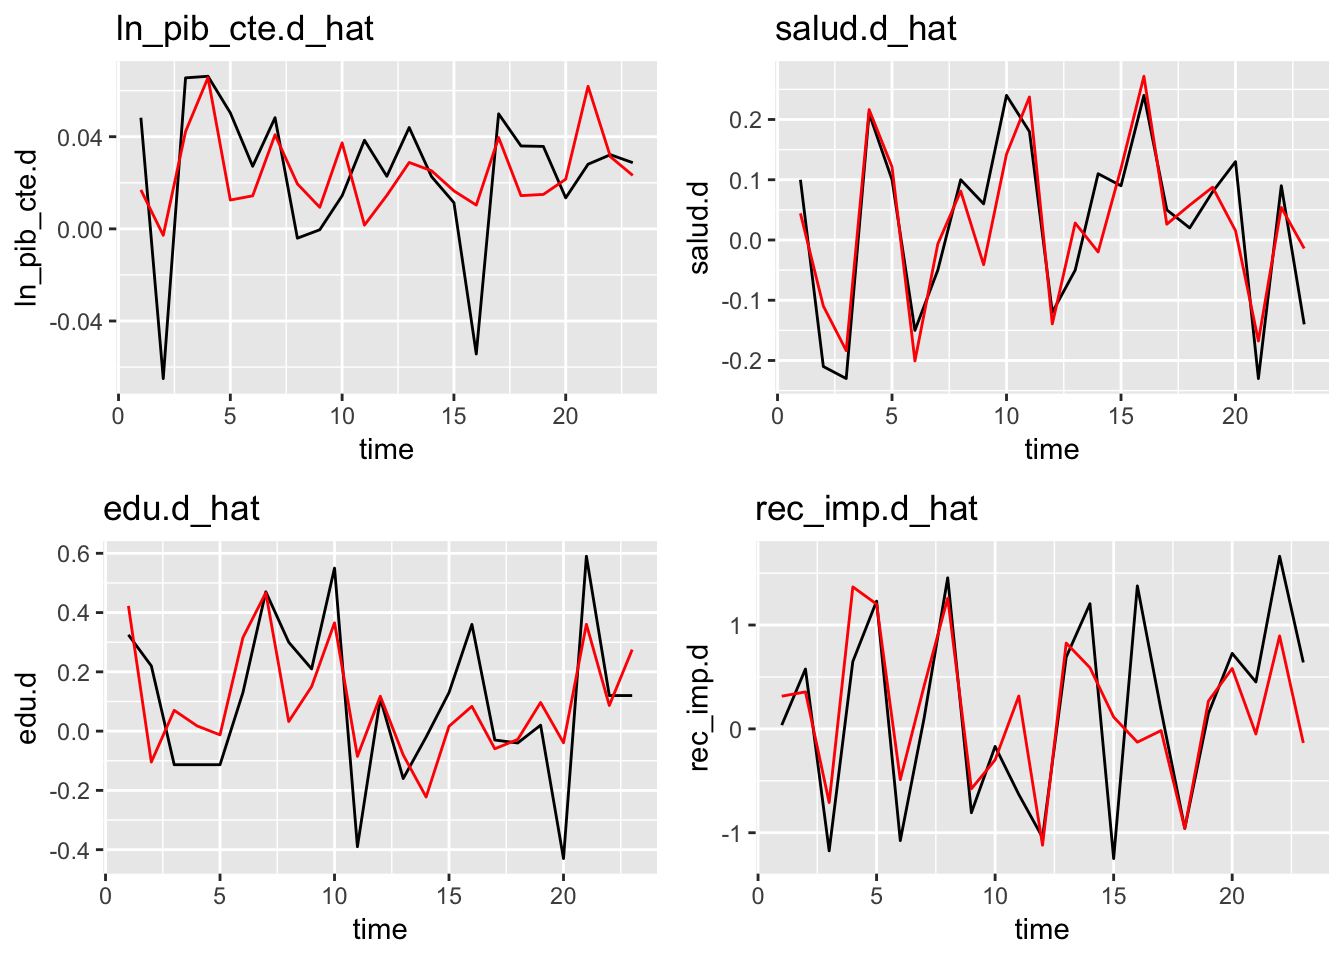 ln_pib_cte.d_hat
ln_pib_cte.d
0.04
0.00
-0.04
0 5 10 15 20
time
salud.d_hat
salud.d
0.2
0.1
0.0
-0.1
-0.2
0 5 10 15 20
time
edu.d_hat
edu.d
0.6
0.4
0.2
0.0
-0.2
-0.4
0 5 10 15 20
time
rec_imp.d_hat
rec_imp.d
1
0
-1
0 5 10 15 20
time